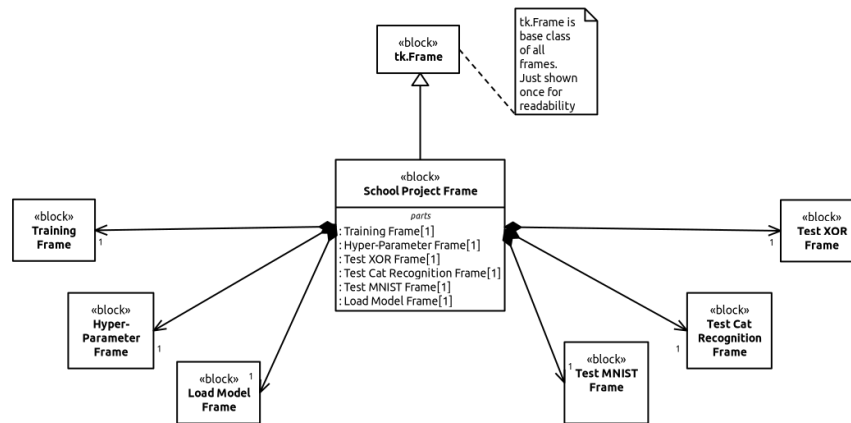 «block»
tk.Frame
tk.Frame is
base class
of all
frames.
Just shown
once for
readability
«block»
School Project Frame
parts
: Training Frame[1]
: Hyper-Parameter Frame[1]
: Test XOR Frame[1]
: Test Cat Recognition Frame[1]
: Test MNIST Frame[1]
: Load Model Frame[1]
«block»
Training
Frame
1
«block»
Test XOR
Frame
1
«block»
Hyper-
Parameter
Frame
1
«block»
Test Cat
Recognition
Frame
1
«block»
Load Model
Frame
1
«block»
Test MNIST
Frame
1